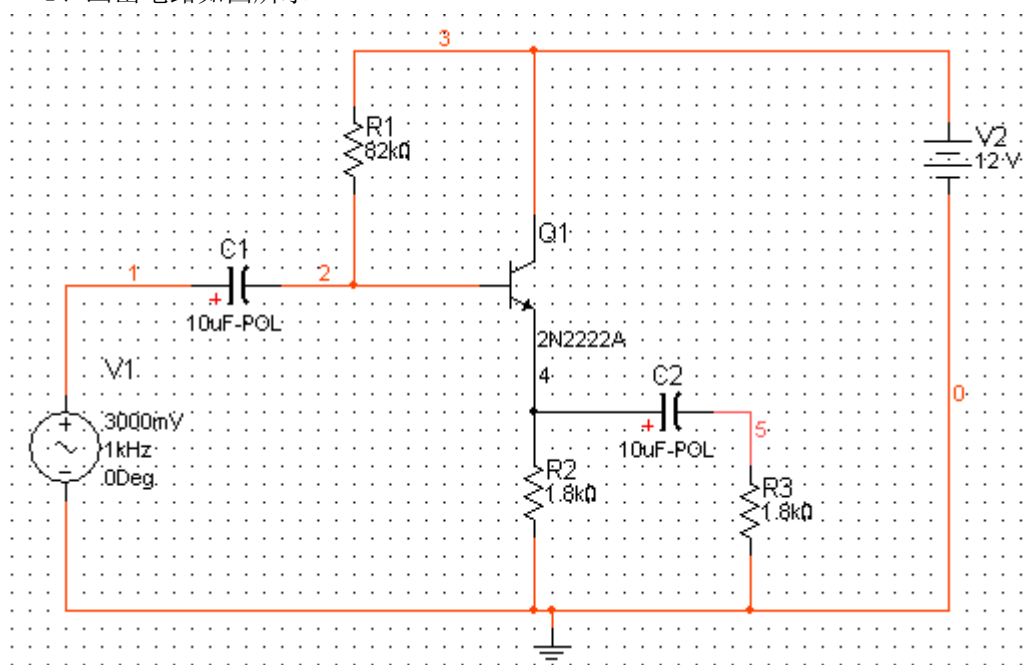 3
R1
82kΩ
V2
12 V
Q1
C1
1
2
+
10uF-POL
2N2222A
V1
4
C2
0
3000mV
1kHz
0Deg
+
5
10uF-POL
R2
1.8kΩ
R3
1.8kΩ